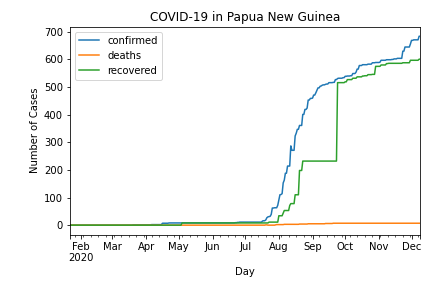 COVID-19 in Papua New Guinea
confirmed
deaths
recovered
Number of Cases
700
600
500
400
300
200
100
0
Feb Mar Apr May Jun Jul Aug Sep Oct Nov Dec
2020
Day